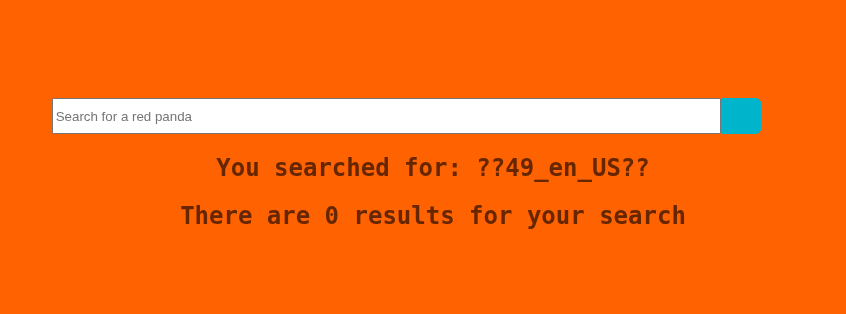 Search for a red panda
You searched for: ??49_en_US??
There are 0 results for your search